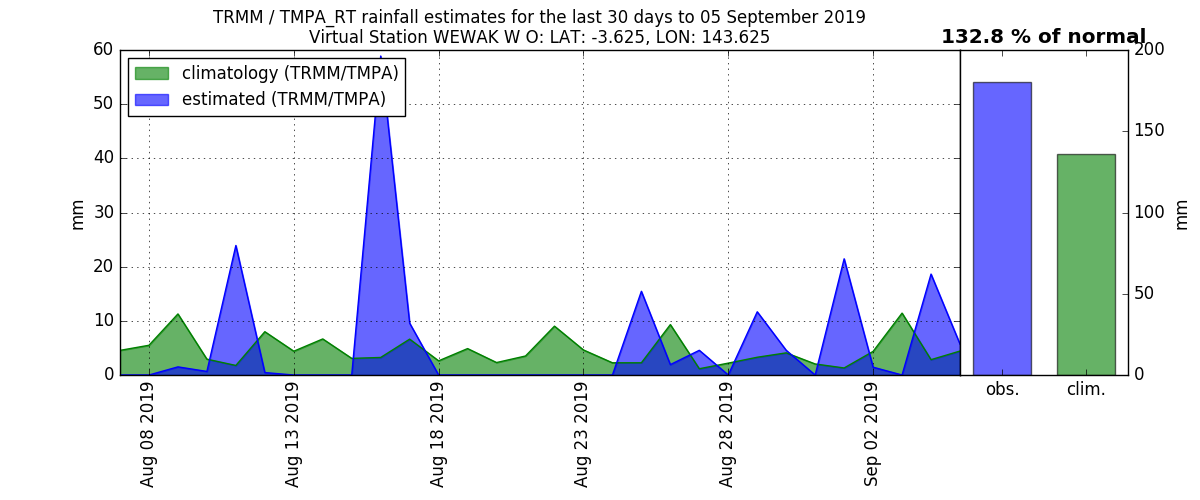 TRMM / TMPA_RT rainfall estimates for the last 30 days to 05 September 2019
Virtual Station WEWAK W O: LAT: -3.625, LON: 143.625
132.8 % of normal
climatology (TRMM/TMPA)
estimated (TRMM/TMPA)
60
50
40
30
20
10
0
mm
200
150
100
50
0
mm
Aug 08 2019
Aug 13 2019
Aug 18 2019
Aug 23 2019
Aug 28 2019
Sep 02 2019
obs.
clim.